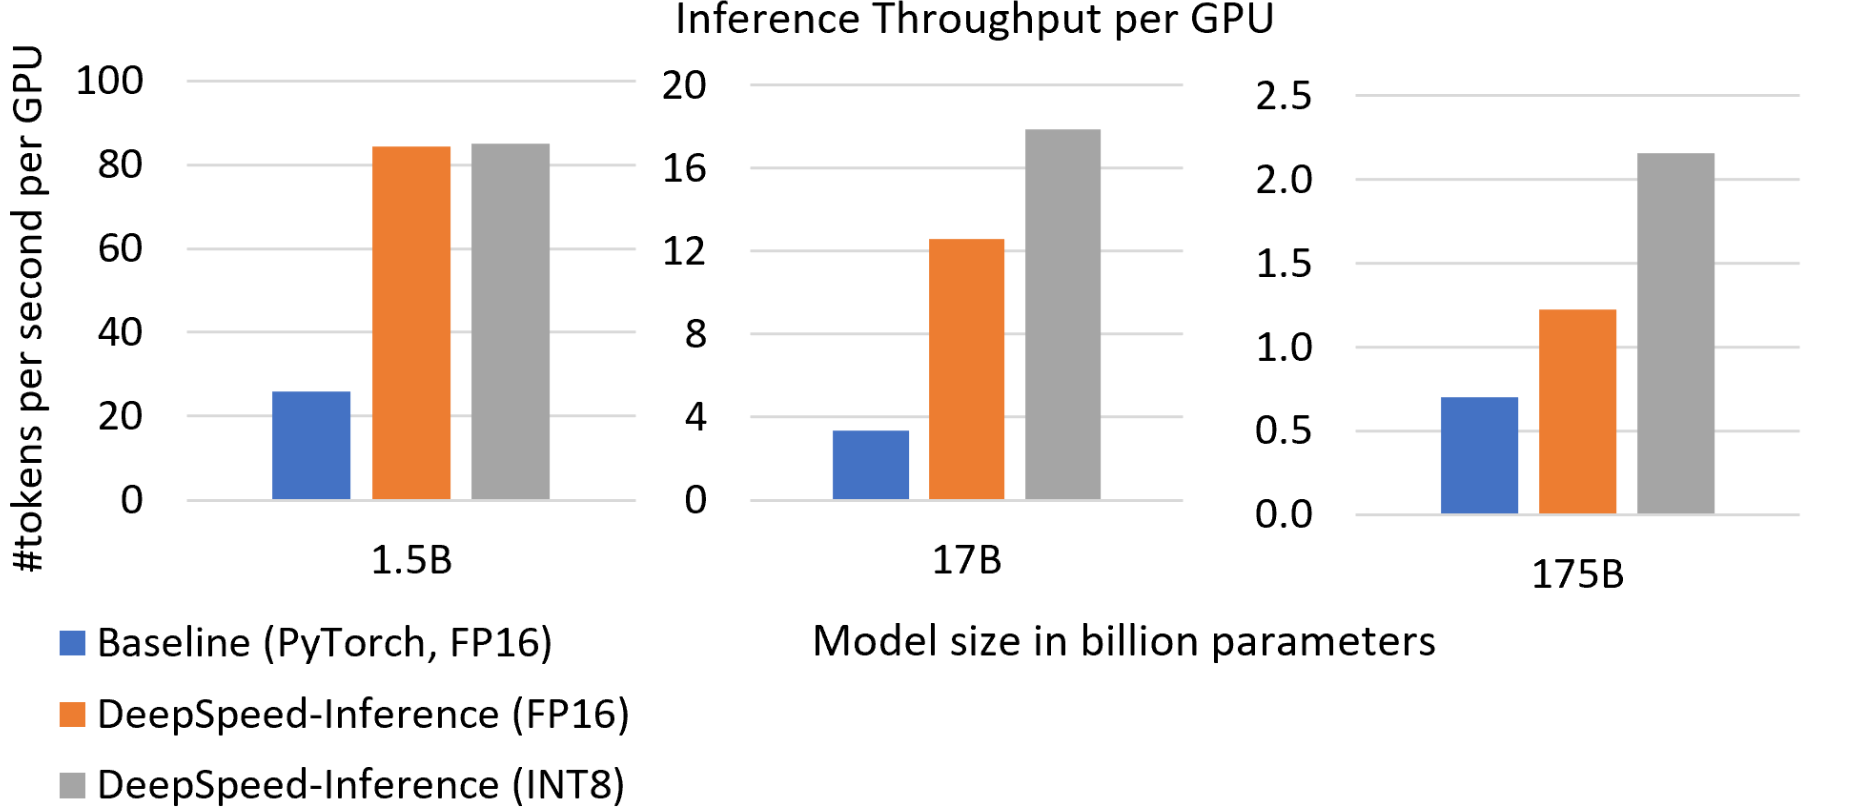 Inference Throughput per GPU
#tokens per second per GPU
100
80
60
40
20
0
1.5B
20
16
12
8
4
0
17B
2.5
2.0
1.5
1.0
0.5
0.0
175B
Model size in billion parameters
Baseline (PyTorch, FP16)
DeepSpeed-Inference (FP16)
DeepSpeed-Inference (INT8)